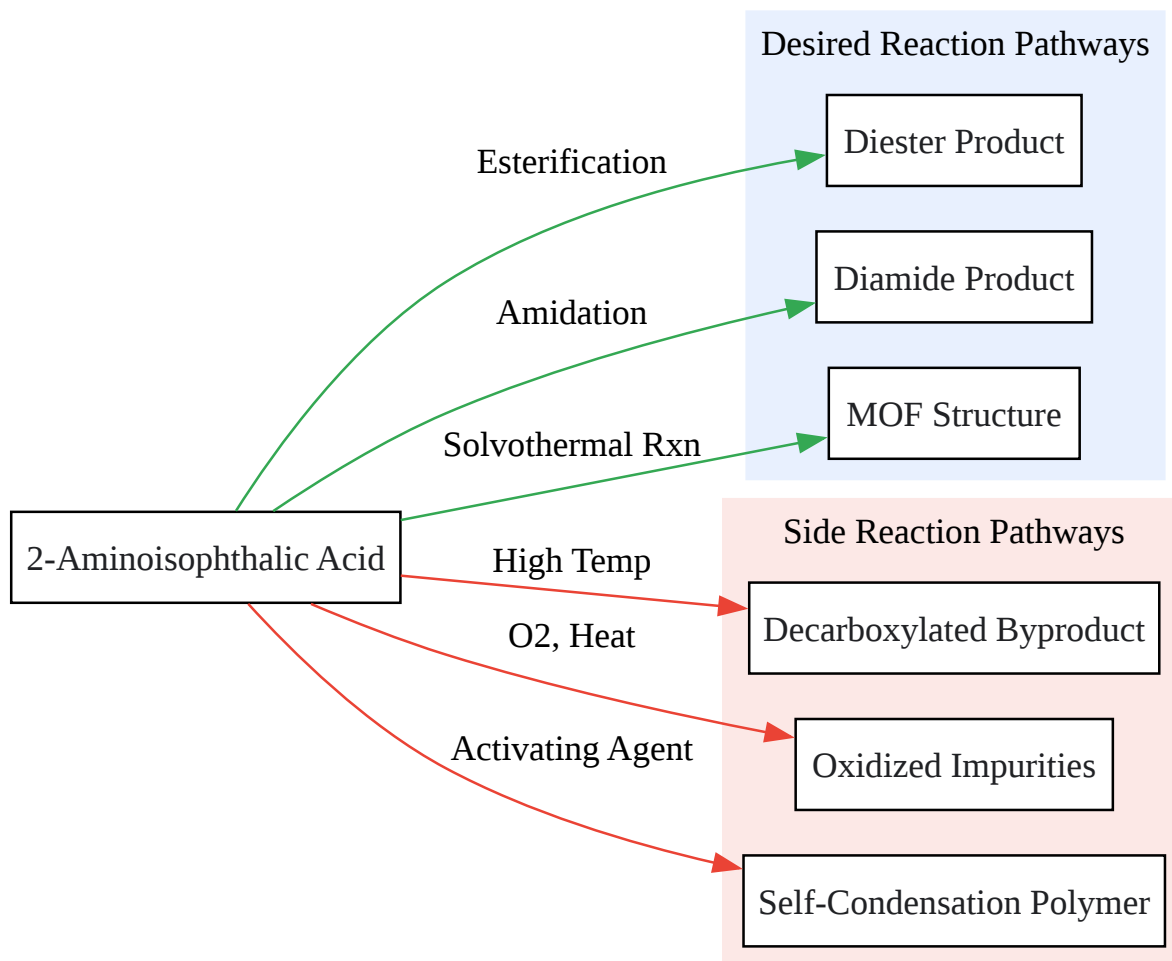 Desired Reaction Pathways
Diester Product
Esterification
Diamide Product
Amidation
MOF Structure
Solvothermal Rxn
2-Aminoisophthalic Acid
Side Reaction Pathways
High Temp
Decarboxylated Byproduct
O2, Heat
Oxidized Impurities
Activating Agent
Self-Condensation Polymer